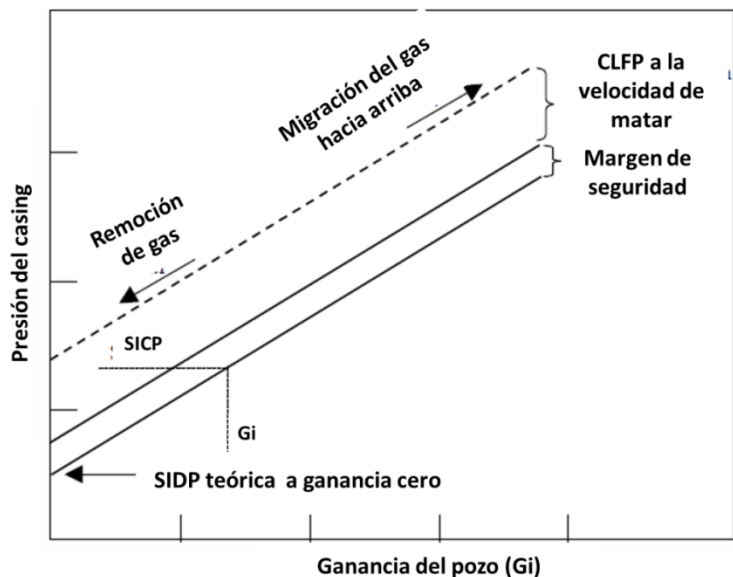 CLFP a la
velocidad de
matar
Margen de
seguridad
Migración del gas
hacia arriba
Remoción
de gas
Presión del casing
SICP
Gi
SIDP teórica a ganancia cero
Ganancia del pozo (Gi)